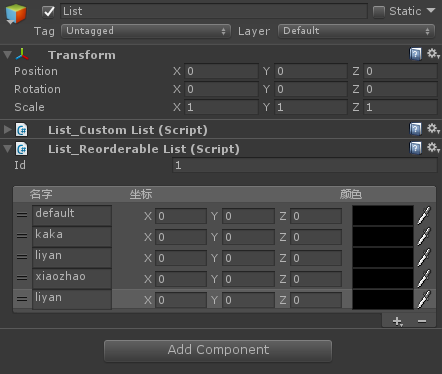 List Static
Tag Untagged Layer Default
Transform
Position X 0 Y 0 Z 0
Rotation X 0 Y 0 Z 0
Scale X 1 Y 1 Z 1
List_Custom List (Script)
List_Reorderable List (Script)
Id 1
名字 坐标 颜色
default X 0 Y 0 Z 0
kaka X 0 Y 0 Z 0
liyan X 0 Y 0 Z 0
xiaozhao X 0 Y 0 Z 0
liyan X 0 Y 0 Z 0
Add Component